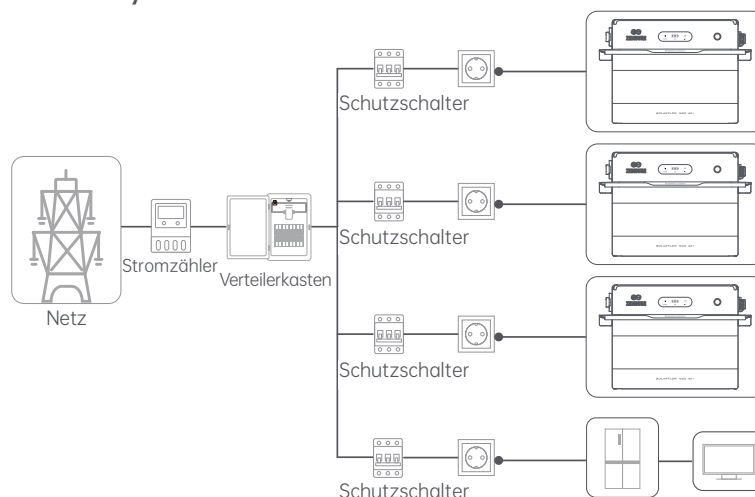 Schutzschalter
Schutzschalter
Stromzähler
Verteilerkasten
Netz
Schutzschalter
Schutzschalter